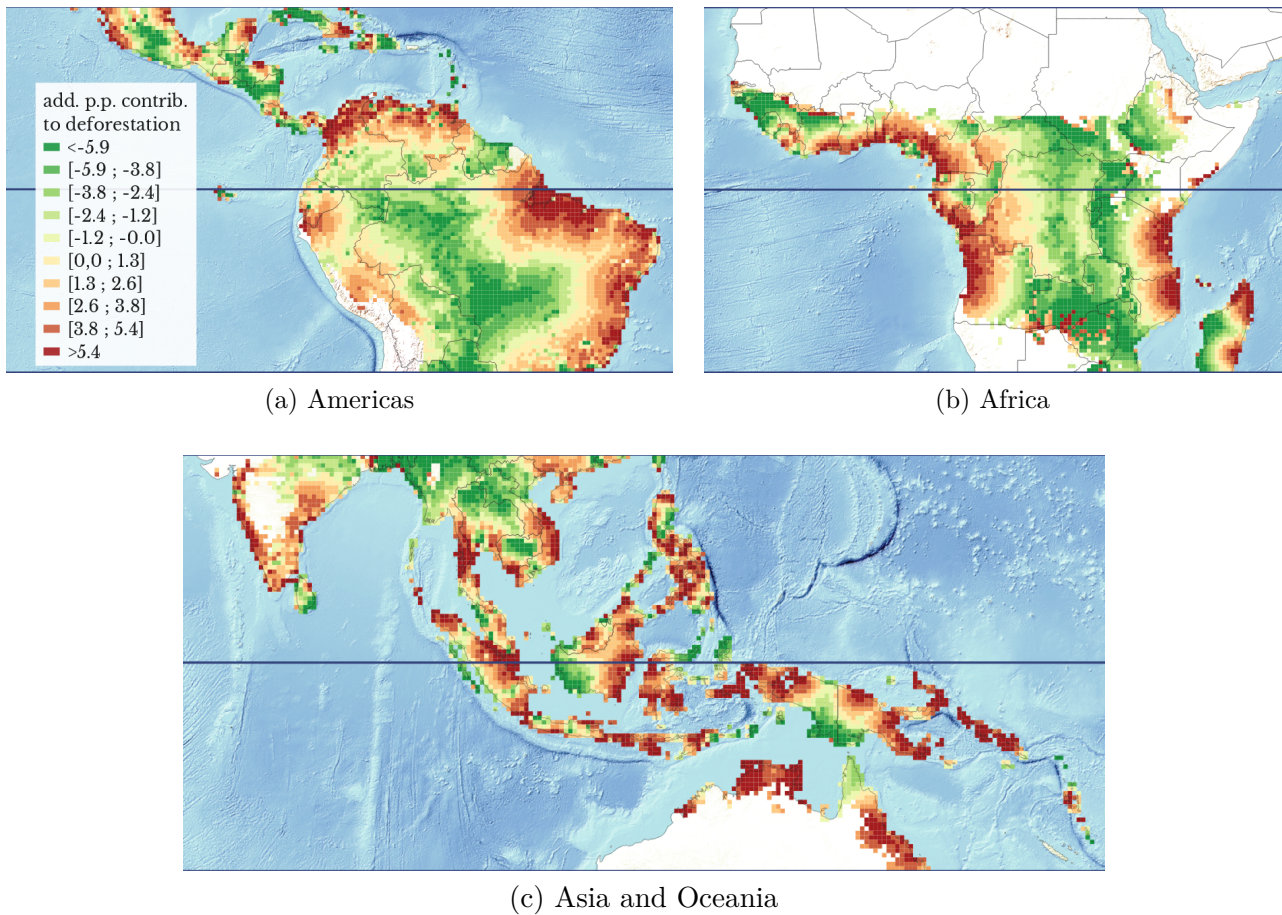 add. p.p. contrib.
to deforestation
<-5.9
[-5.9 ; -3.8]
[-3.8 ; -2.4]
[-2.4 ; -1.2]
[-1.2 ; -0.0]
[0,0 ; 1.3]
[1.3 ; 2.6]
[2.6 ; 3.8]
[3.8 ; 5.4]
>5.4
(a) Americas
(b) Africa
(c) Asia and Oceania